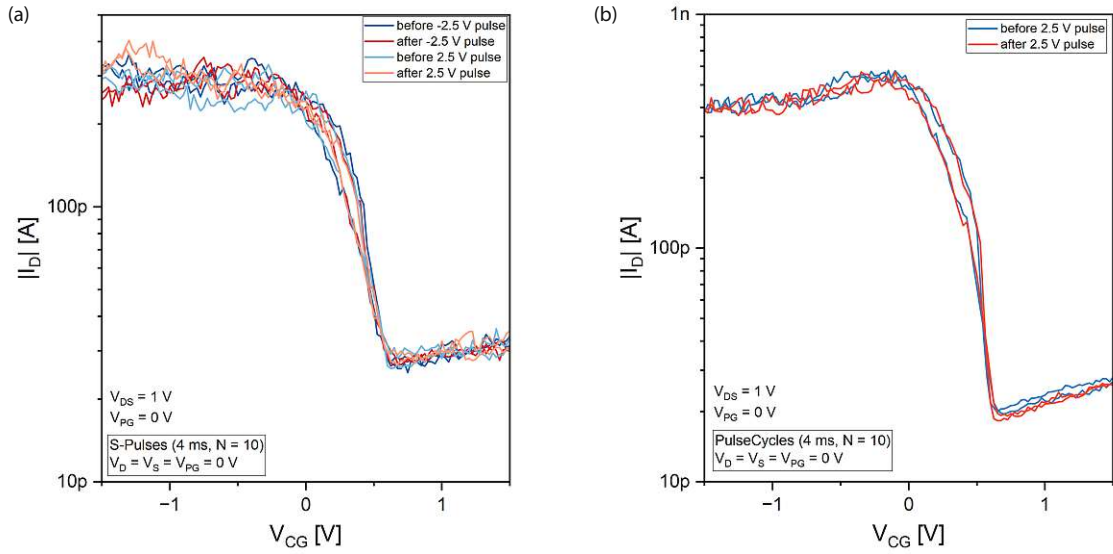 (a)
before -2.5 V pulse
after -2.5 V pulse
before 2.5 V pulse
after 2.5 V pulse
100p
10p
|I_D| [A]
V_DS = 1 V
V_PG = 0 V
S-Pulses (4 ms, N = 10)
V_D = V_S = V_PG = 0 V
−1
0
1
V_CG [V]
(b)
1n
before 2.5 V pulse
after 2.5 V pulse
100p
10p
|I_D| [A]
V_DS = 1 V
V_PG = 0 V
PulseCycles (4 ms, N = 10)
V_D = V_S = V_PG = 0 V
−1
0
1
V_CG [V]